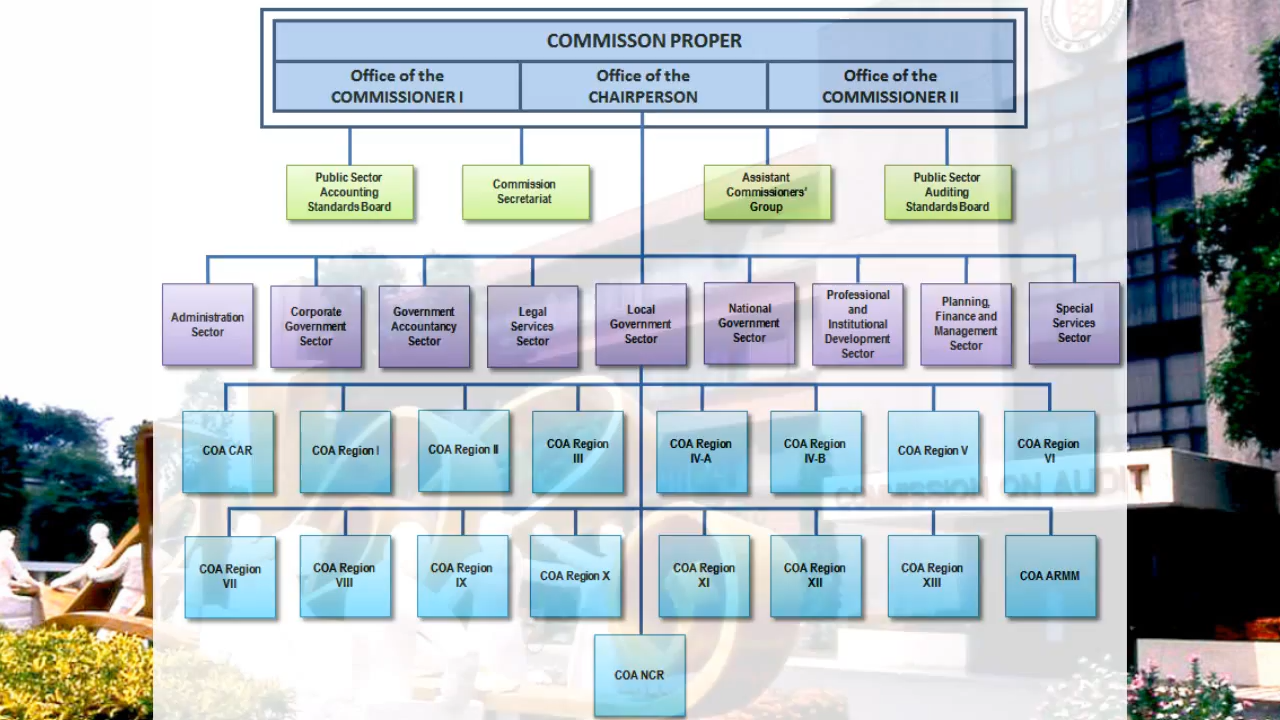 COMMISSON PROPER
Office of the
COMMISSIONER I
Office of the
CHAIRPERSON
Office of the
COMMISSIONER II
Public Sector
Accounting
Standards Board
Commission
Secretariat
Assistant
Commissioners'
Group
Public Sector
Auditing
Standards Board
Administration
Sector
Corporate
Government
Sector
Government
Accountancy
Sector
Legal
Services
Sector
Local
Government
Sector
National
Government
Sector
Professional
and
Institutional
Development
Sector
Planning,
Finance and
Management
Sector
Special
Services
Sector
COA CAR
COA Region I
COA Region II
COA Region
III
COA Region
IV-A
COA Region
IV-B
COA Region V
COA Region
VI
COMMISSION ON AUDIT
COA Region
VII
COA Region
VIII
COA Region
IX
COA Region X
COA Region
XI
COA Region
XII
COA Region
XIII
COA ARMM
COA NCR